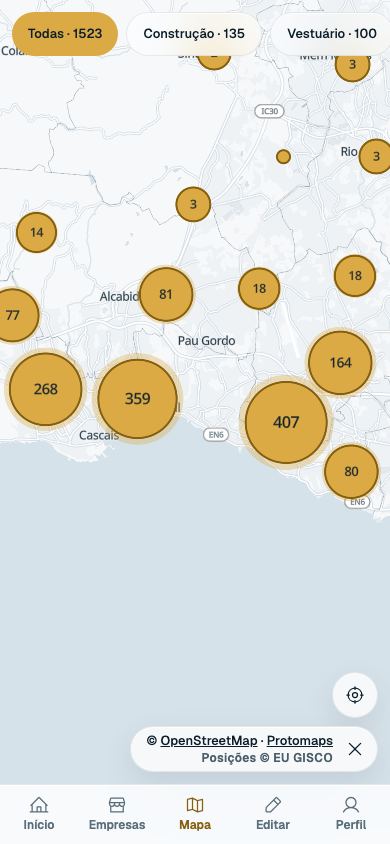 Todas · 1523
Construção · 135
Vestuário · 100
3
IC30
Rio
3
3
14
18
Alcabid
81
18
77
Pau Gordo
164
268
359
407
Cascais
EN6
80
EN6
© OpenStreetMap · Protomaps
Posições © EU GISCO
Início
Empresas
Mapa
Editar
Perfil